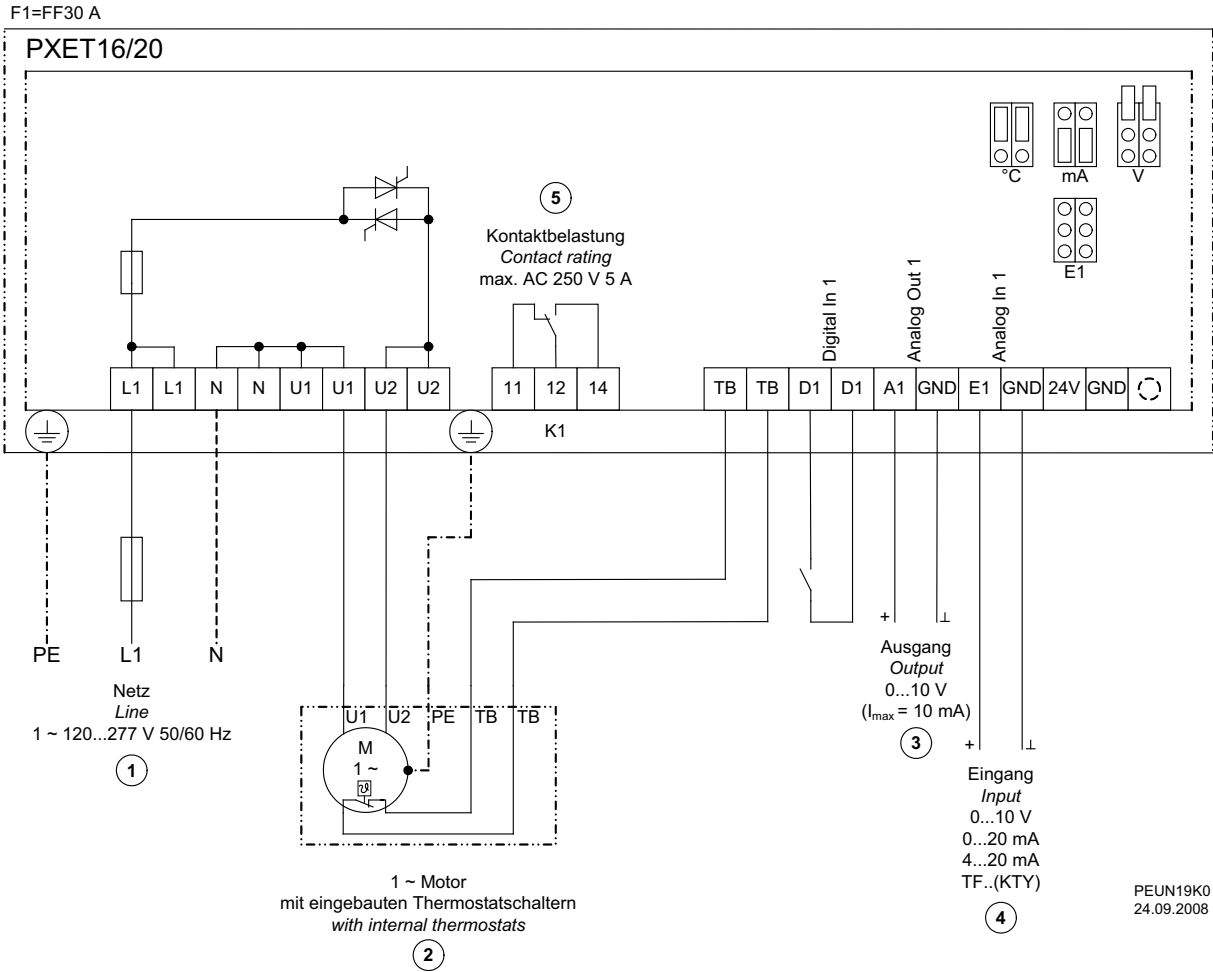 F1=FF30 A
PXET16/20
°C mA V
E1
5
Kontaktbelastung
Contact rating
max. AC 250 V 5 A
Digital In 1
Analog Out 1
Analog In 1
L1 L1 N N U1 U1 U2 U2 11 12 14 TB TB D1 D1 A1 GND E1 GND 24V GND
K1
PE L1 N
Netz
Line
1 ~ 120...277 V 50/60 Hz
1
U1 U2 PE TB TB
M
1 ~
ϑ
1 ~ Motor
mit eingebauten Thermostatschaltern
with internal thermostats
2
+ ⊥
Ausgang
Output
0...10 V
(Imax = 10 mA)
3
+ ⊥
Eingang
Input
0...10 V
0...20 mA
4...20 mA
TF..(KTY)
4
PEUN19K0
24.09.2008